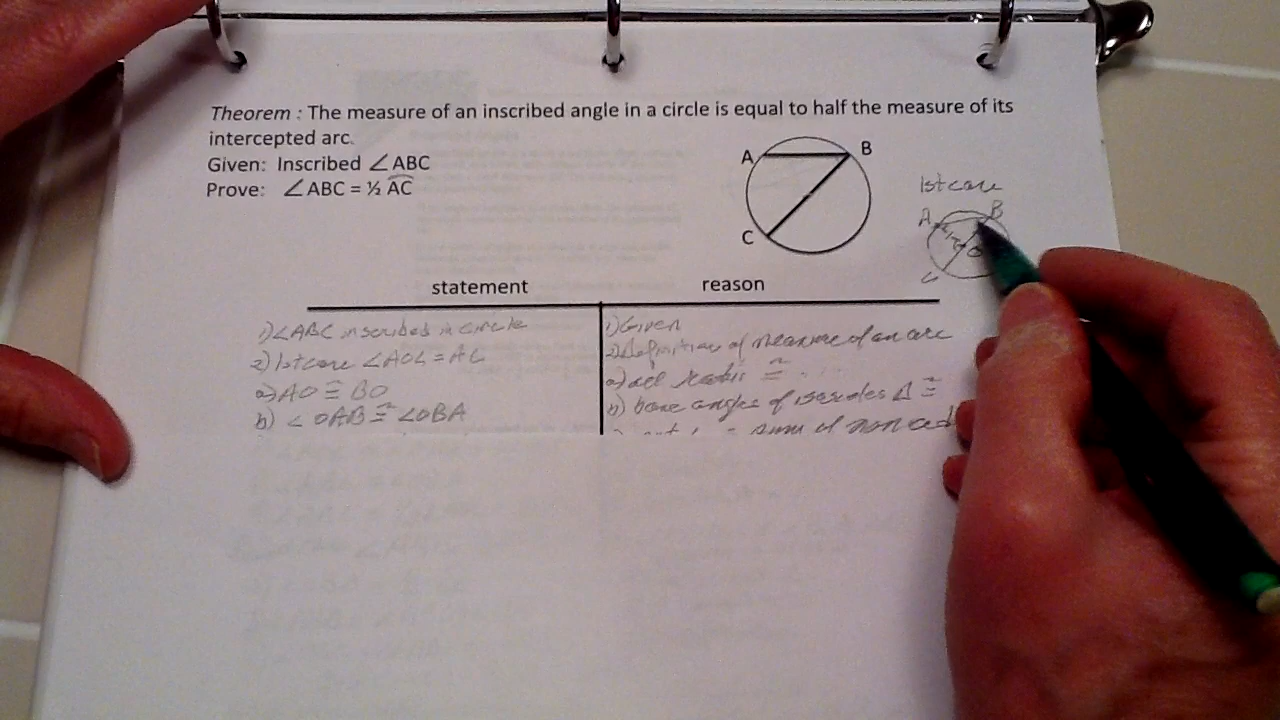 Theorem : The measure of an inscribed angle in a circle is equal to half the measure of its
intercepted arc.
Given: Inscribed ∠ABC
Prove: ∠ABC = ½ A͡C
A
B
C
1st case
A
B
C
O
statement
reason
1) ∠ABC inscribed in circle
1) Given
2) 1st case ∠AOC = AC
2) Definition of measure of an arc
a) AO ≅ BO
a) all radii ≅
b) ∠OAB ≅ ∠OBA
b) base angles of isosceles Δ ≅
= sum of non